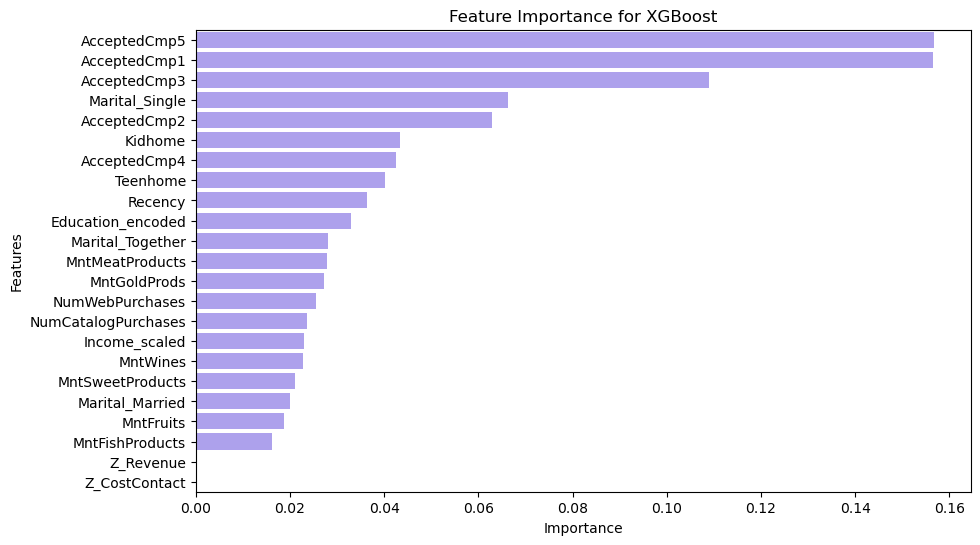 Feature Importance for XGBoost
AcceptedCmp5
AcceptedCmp1
AcceptedCmp3
Marital_Single
AcceptedCmp2
Kidhome
AcceptedCmp4
Teenhome
Recency
Education_encoded
Marital_Together
MntMeatProducts
MntGoldProds
NumWebPurchases
NumCatalogPurchases
Income_scaled
MntWines
MntSweetProducts
Marital_Married
MntFruits
MntFishProducts
Z_Revenue
Z_CostContact
Features
0.00 0.02 0.04 0.06 0.08 0.10 0.12 0.14 0.16
Importance